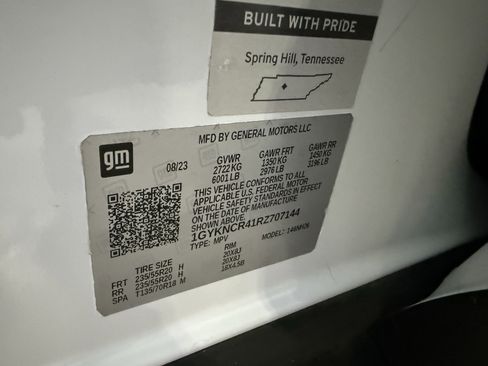 BUILT WITH PRIDE
Spring Hill, Tennessee
MFD BY GENERAL MOTORS LLC
gm
08/23 GVWR GAWR FRT GAWR RR
2722 KG 1350 KG 1450 KG
6001 LB 2976 LB 3196 LB
THIS VEHICLE CONFORMS TO ALL
APPLICABLE U.S. FEDERAL MOTOR
VEHICLE SAFETY STANDARDS IN EFFECT
ON THE DATE OF MANUFACTURE
SHOWN ABOVE.
1GYKNCR41RZ707144
TYPE: MPV MODEL:
TIRE SIZE RIM
FRT 235/55R20 H 20X8J
RR 235/55R20 H 20X8J
SPA T135/70R18 M 18X4.5B